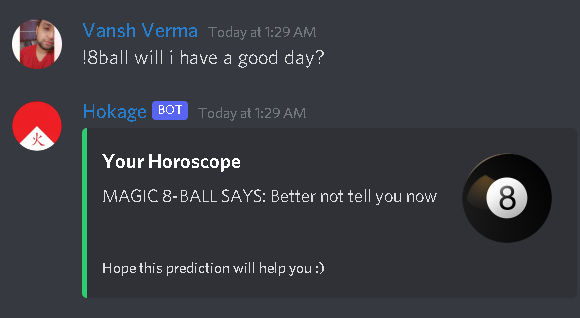 Vansh Verma Today at 1:29 AM
!8ball will i have a good day?
Hokage BOT Today at 1:29 AM
火
Your Horoscope
MAGIC 8-BALL SAYS: Better not tell you now
8
Hope this prediction will help you :)